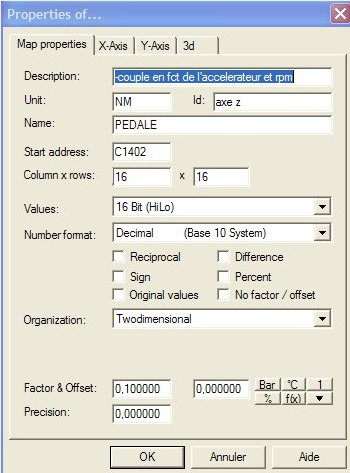 Properties of...
Map properties X-Axis Y-Axis 3d
Description: -couple en fct de l'accelerateur et rpm
Unit: NM Id: axe z
Name: PEDALE
Start address: C1402
Column x rows: 16 x 16
Values: 16 Bit (HiLo)
Number format: Decimal (Base 10 System)
Reciprocal Difference
Sign Percent
Original values No factor / offset
Organization: Twodimensional
Factor & Offset: 0,100000 0,000000 Bar °C 1
% f(x)
Precision: 0,000000
OK Annuler Aide